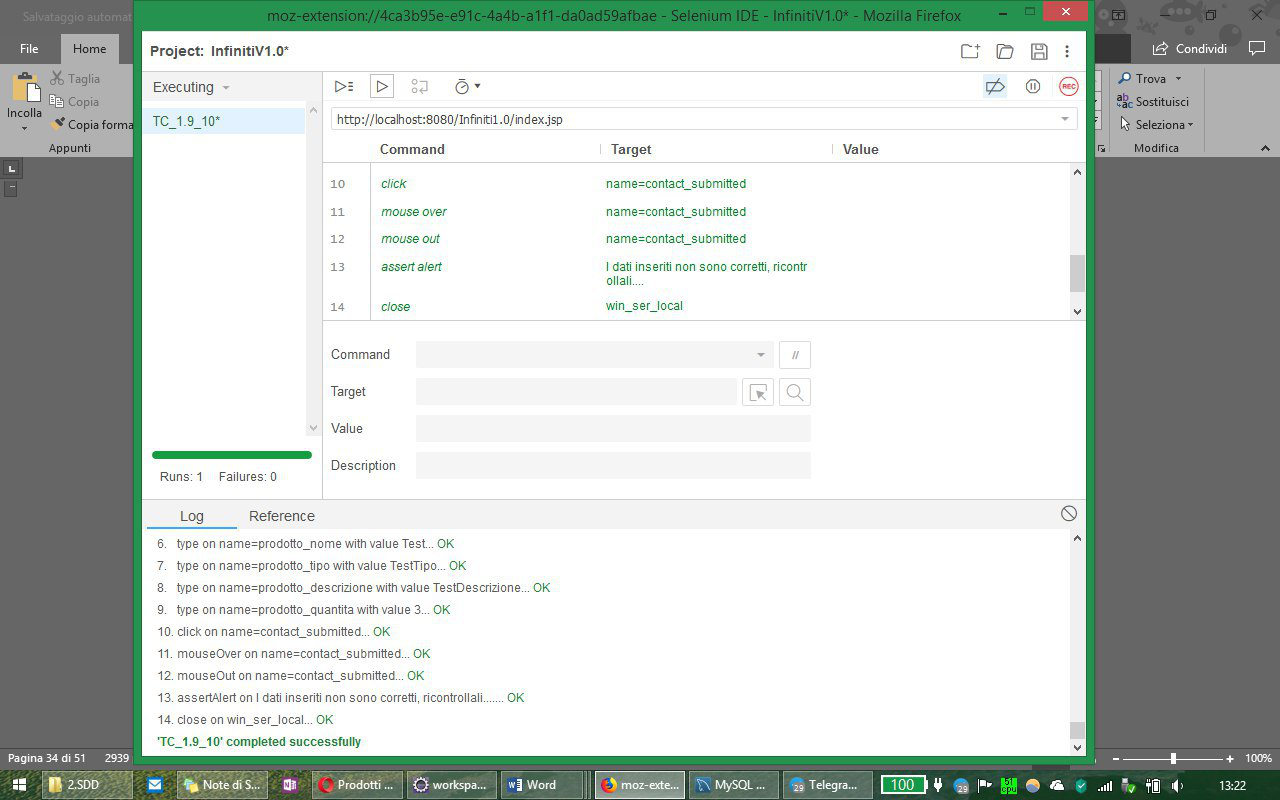 moz-extension://4ca3b95e-e91c-4a4b-a1f1-da0ad59afbae - Selenium IDE - InfinitiV1.0* - Mozilla Firefox
Salvataggio automat
File
Home
Condividi
Taglia
Copia
Copia forma
Incolla
Appunti
Trova
Sostituisci
Seleziona
Modifica
Project: InfinitiV1.0*
Executing
REC
TC_1.9_10*
http://localhost:8080/Infiniti1.0/index.jsp
Command Target Value
10 click name=contact_submitted
11 mouse over name=contact_submitted
12 mouse out name=contact_submitted
13 assert alert I dati inseriti non sono corretti, ricontr
ollali....
14 close win_ser_local
Command //
Target
Value
Description
Runs: 1 Failures: 0
Log Reference
6. type on name=prodotto_nome with value Test... OK
7. type on name=prodotto_tipo with value TestTipo... OK
8. type on name=prodotto_descrizione with value TestDescrizione... OK
9. type on name=prodotto_quantita with value 3... OK
10. click on name=contact_submitted... OK
11. mouseOver on name=contact_submitted... OK
12. mouseOut on name=contact_submitted... OK
13. assertAlert on I dati inseriti non sono corretti, ricontrollali....... OK
14. close on win_ser_local... OK
'TC_1.9_10' completed successfully
Pagina 34 di 51 2939
100%
2.SDD
Note di S...
Prodotti ...
worksp​a...
Word
moz-exte...
MySQL ...
Telegra...
100
29
13:22